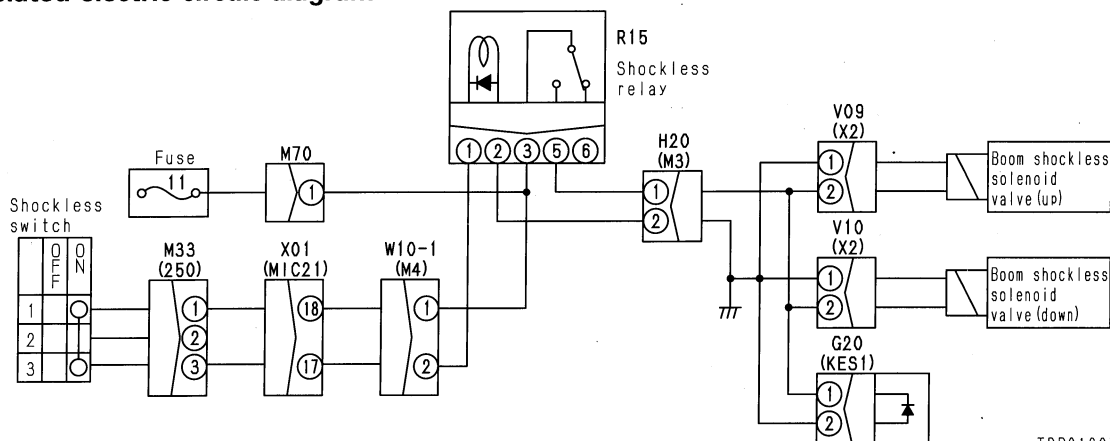 R15
Shockless
relay
1 2 3 5 6
Fuse
11
M70
1
H20
(M3)
1
2
V09
(X2)
1
2
Boom shockless
solenoid
valve(up)
Shockless
switch
OFF
ON
1
2
3
M33
(250)
1
2
3
X01
(MIC21)
18
17
W10-1
(M4)
1
2
V10
(X2)
1
2
Boom shockless
solenoid
valve(down)
G20
(KES1)
1
2